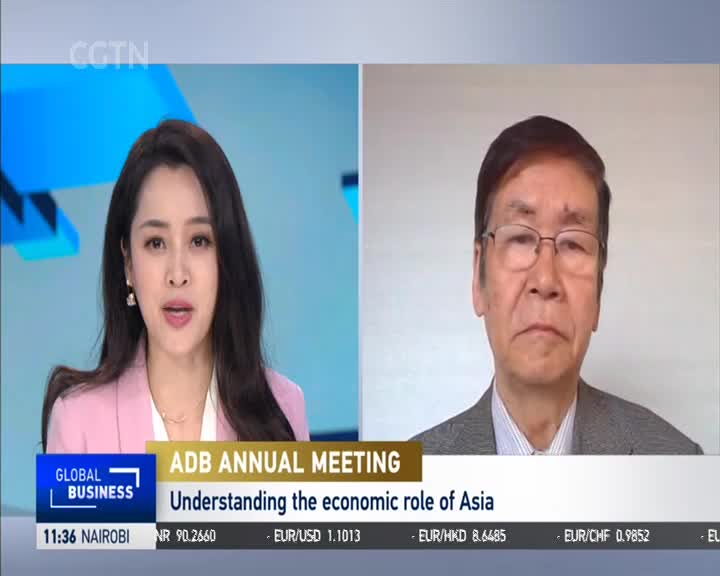 CGTN
ADB ANNUAL MEETING
GLOBAL
BUSINESS
Understanding the economic role of Asia
11:36 NAIROBI
NR 90.2660 - EUR/USD 1.1013 - EUR/HKD 8.6485 - EUR/CHF 0.9852 - EU